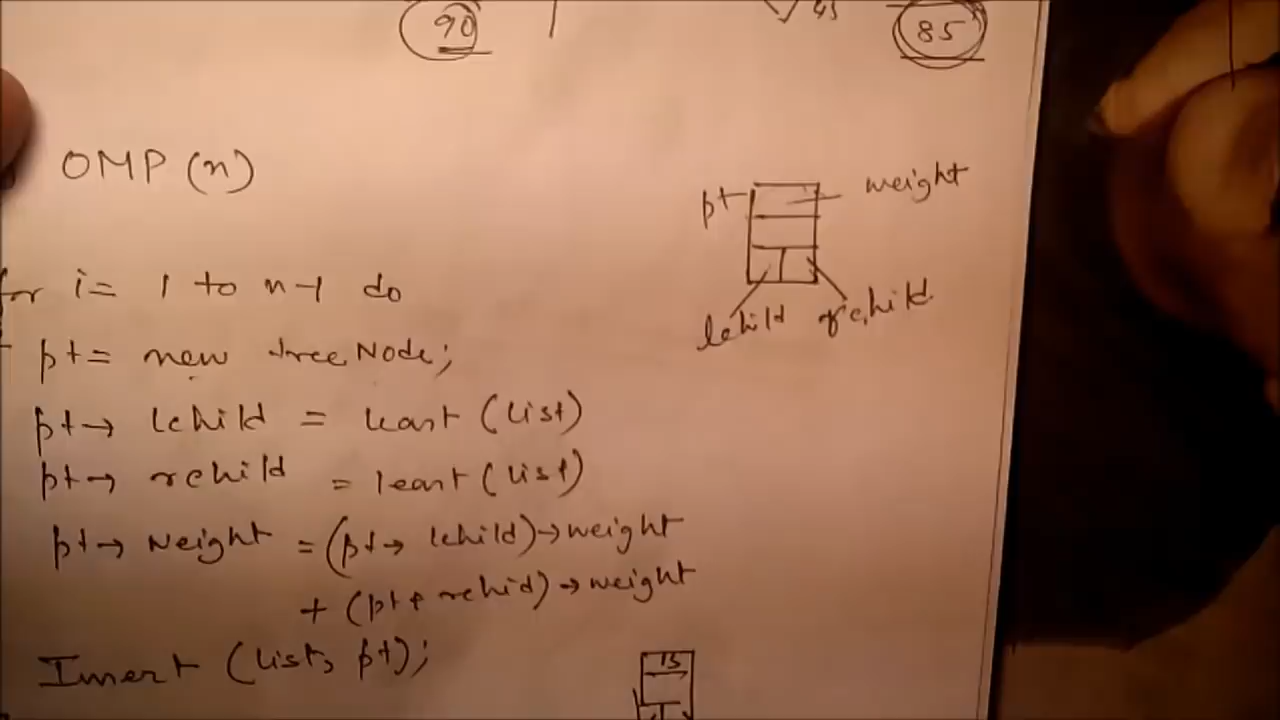 90
85
OMP (n)
pt
weight
lchild
rchild
for i = 1 to n-1 do
pt = new treeNode;
pt → lchild = least (list)
pt → rchild = least (list)
pt → weight = (pt → lchild) → weight
+ (pt → rchid) → weight
Insert (list, pt);
15